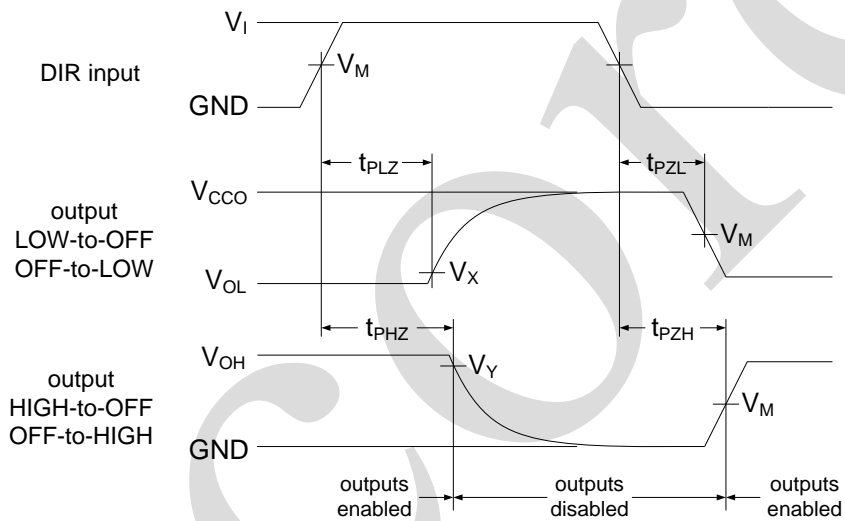 V_I
DIR input
V_M
GND
t_PLZ
t_PZL
V_CCO
output
LOW-to-OFF
OFF-to-LOW
V_M
V_X
V_OL
t_PHZ
t_PZH
V_OH
V_Y
output
HIGH-to-OFF
OFF-to-HIGH
V_M
GND
outputs
enabled
outputs
disabled
outputs
enabled